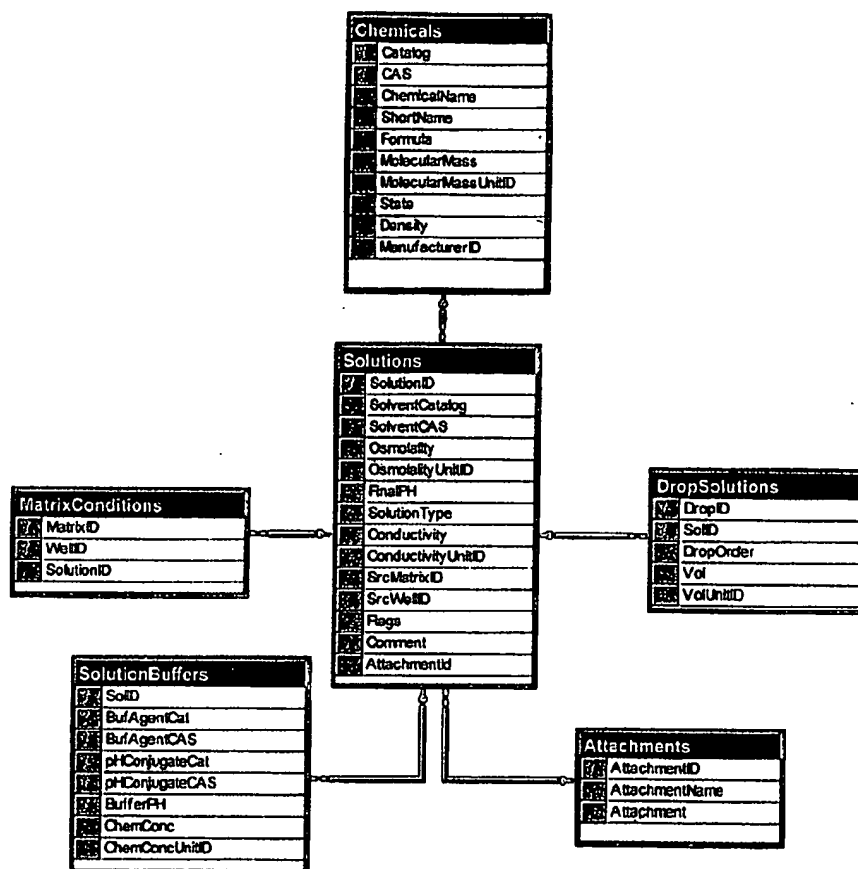 Chemicals
Catalog
CAS
ChemicalName
ShortName
Formula
MolecularMass
MolecularMassUnitID
State
Density
ManufacturerID
Solutions
SolutionID
SolventCatalog
SolventCAS
Osmolality
OsmolalityUnitID
FinalPH
SolutionType
Conductivity
ConductivityUnitID
SrcMatrixID
SrcWellID
Flags
Comment
AttachmentId
MatrixConditions
MatrixID
WellID
SolutionID
DropSolutions
DropID
SolID
DropOrder
Vol
VolUnitID
SolutionBuffers
SolID
BufAgentCat
BufAgentCAS
pHConjugateCat
pHConjugateCAS
BufferPH
ChemConc
ChemConcUnitID
Attachments
AttachmentID
AttachmentName
Attachment